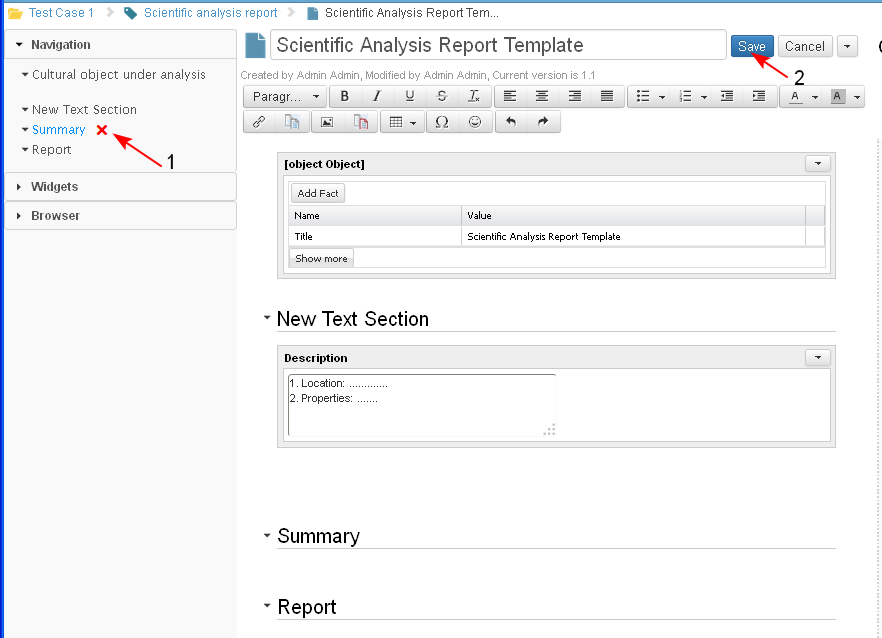 Test Case 1 Scientific analysis report Scientific Analysis Report Tem...
Navigation
Cultural object under analysis
New Text Section
Summary
Report
1
Widgets
Browser
Scientific Analysis Report Template
Save Cancel
2
Created by Admin Admin, Modified by Admin Admin, Current version is 1.1
Paragr... B I U S Ix A A
Ω
[object Object]
Add Fact
Name Value
Title Scientific Analysis Report Template
Show more
New Text Section
Description
1. Location: .............
2. Properties: .......
Summary
Report